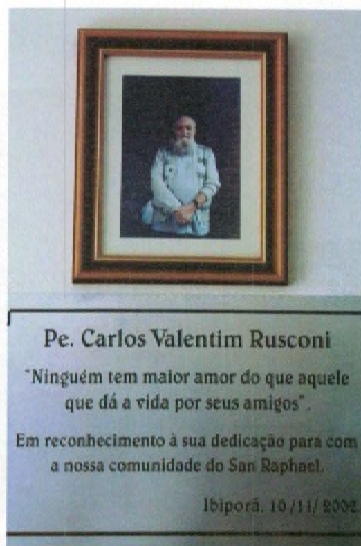 Pe. Carlos Valentim Rusconi
"Ninguém tem maior amor do que aquele
que dá a vida por seus amigos".
Em reconhecimento à sua dedicação para com
a nossa comunidade do San Raphael.
Ibiporã, 10/11/ 2002.